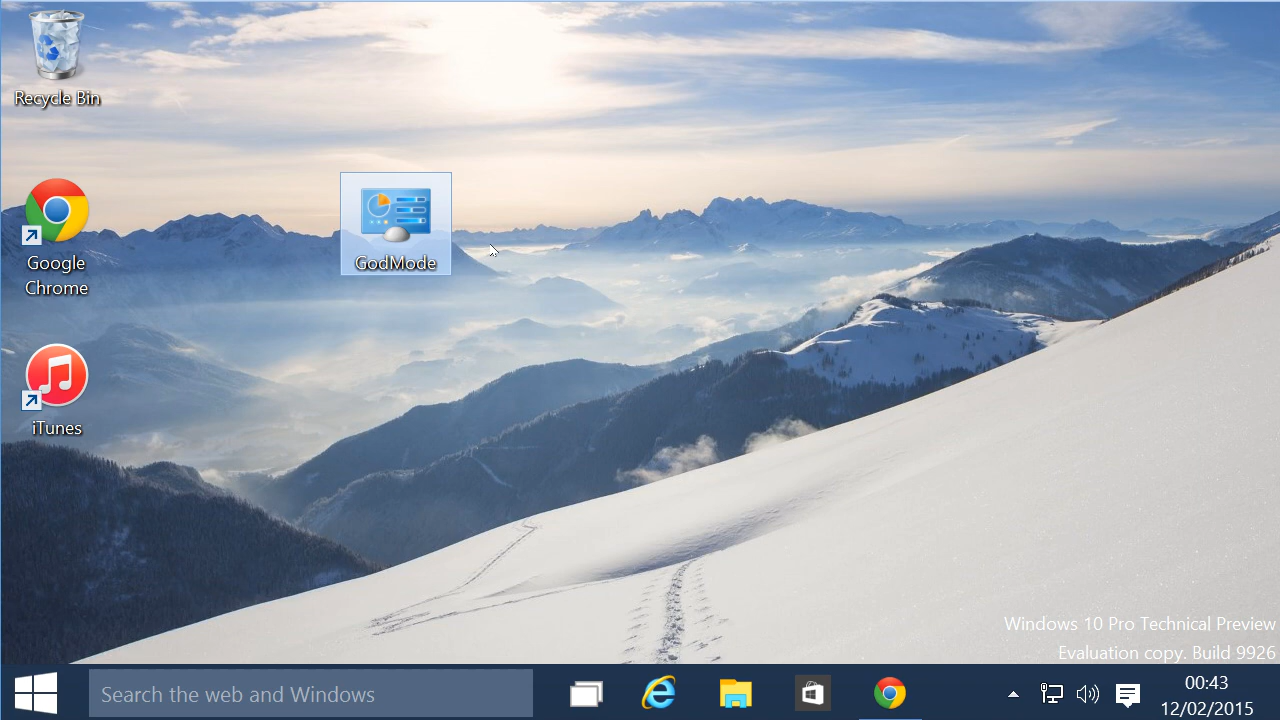 Recycle Bin
Google
Chrome
GodMode
iTunes
Windows 10 Pro Technical Preview
Evaluation copy. Build 9926
Search the web and Windows
00:43
12/02/2015